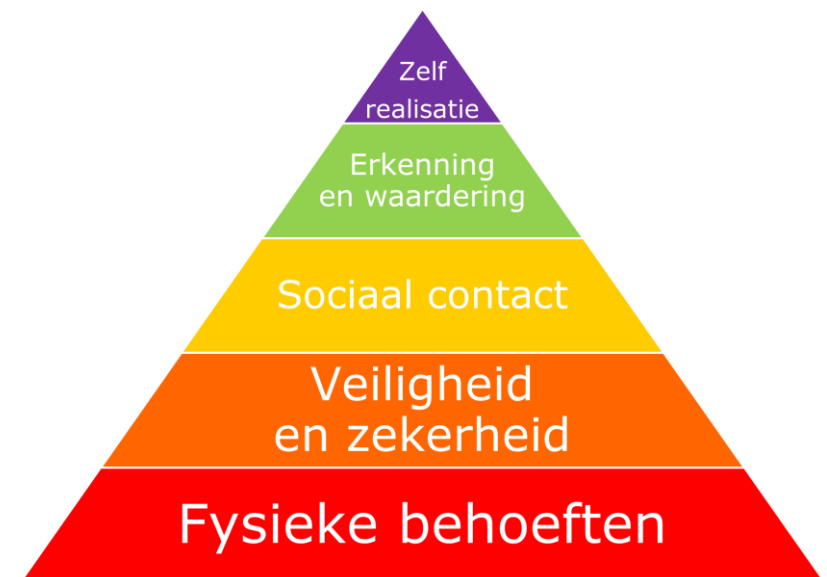 Zelf
realisatie
Erkenning
en waardering
Sociaal contact
Veiligheid
en zekerheid
Fysieke behoeften